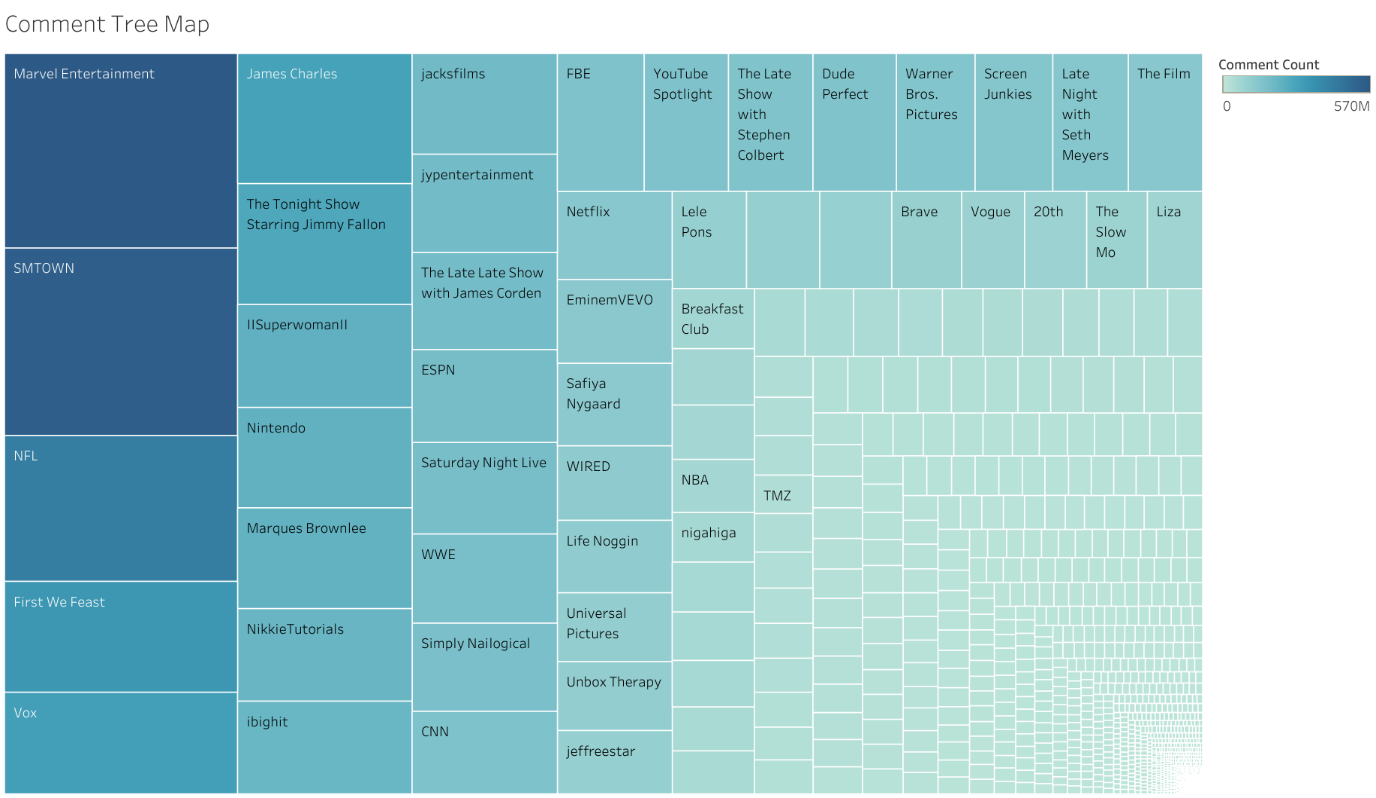 Comment Tree Map
Marvel Entertainment
SMTOWN
NFL
First We Feast
Vox
James Charles
The Tonight Show
Starring Jimmy Fallon
IISuperwomanII
Nintendo
Marques Brownlee
NikkieTutorials
ibighit
jacksfilms
jypentertainment
The Late Late Show
with James Corden
ESPN
Saturday Night Live
WWE
Simply Nailogical
CNN
FBE
YouTube
Spotlight
The Late
Show
with
Stephen
Colbert
Dude
Perfect
Warner
Bros.
Pictures
Screen
Junkies
Late
Night
with
Seth
Meyers
The Film
Netflix
EminemVEVO
Safiya
Nygaard
WIRED
Life Noggin
Universal
Pictures
Unbox Therapy
jeffreestar
Lele
Pons
Brave
Vogue
20th
The
Slow
Mo
Liza
Breakfast
Club
NBA
nigahiga
TMZ
Comment Count
0
570M